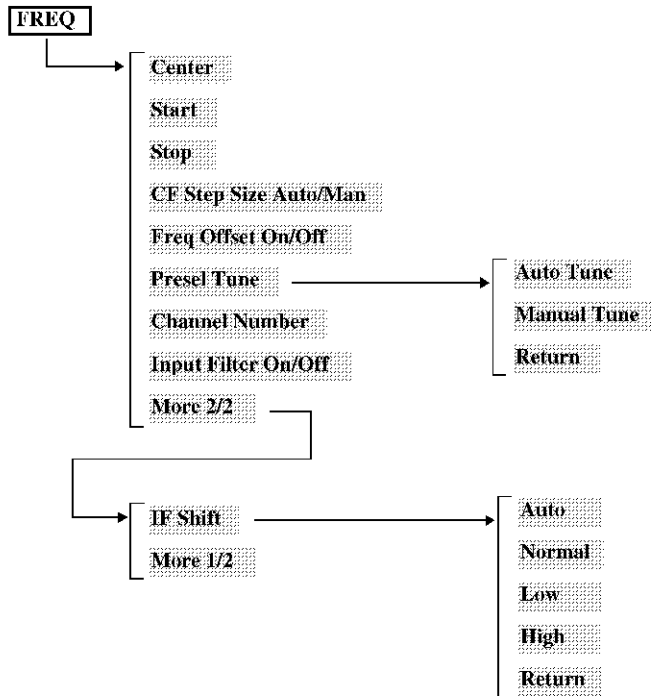 FREQ
Center
Start
Stop
CF Step Size Auto/Man
Freq Offset On/Off
Presel Tune
Channel Number
Input Filter On/Off
More 2/2
Auto Tune
Manual Tune
Return
IF Shift
More 1/2
Auto
Normal
Low
High
Return